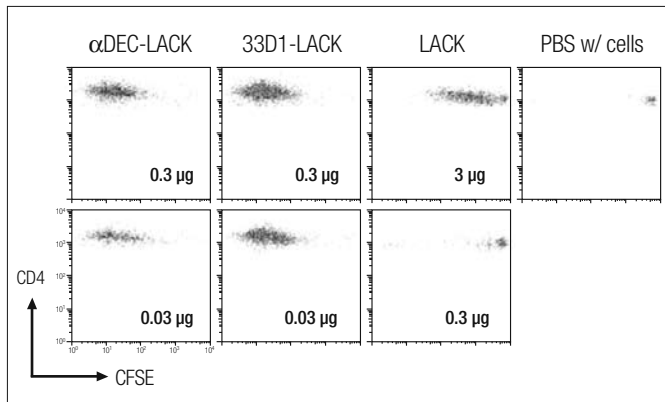 αDEC-LACK 33D1-LACK LACK PBS w/ cells
0.3 µg 0.3 µg 3 µg
10⁴
10³
10²
10¹
10⁰
CD4
0.03 µg 0.03 µg 0.3 µg
10⁰ 10¹ 10² 10³ 10⁴
CFSE